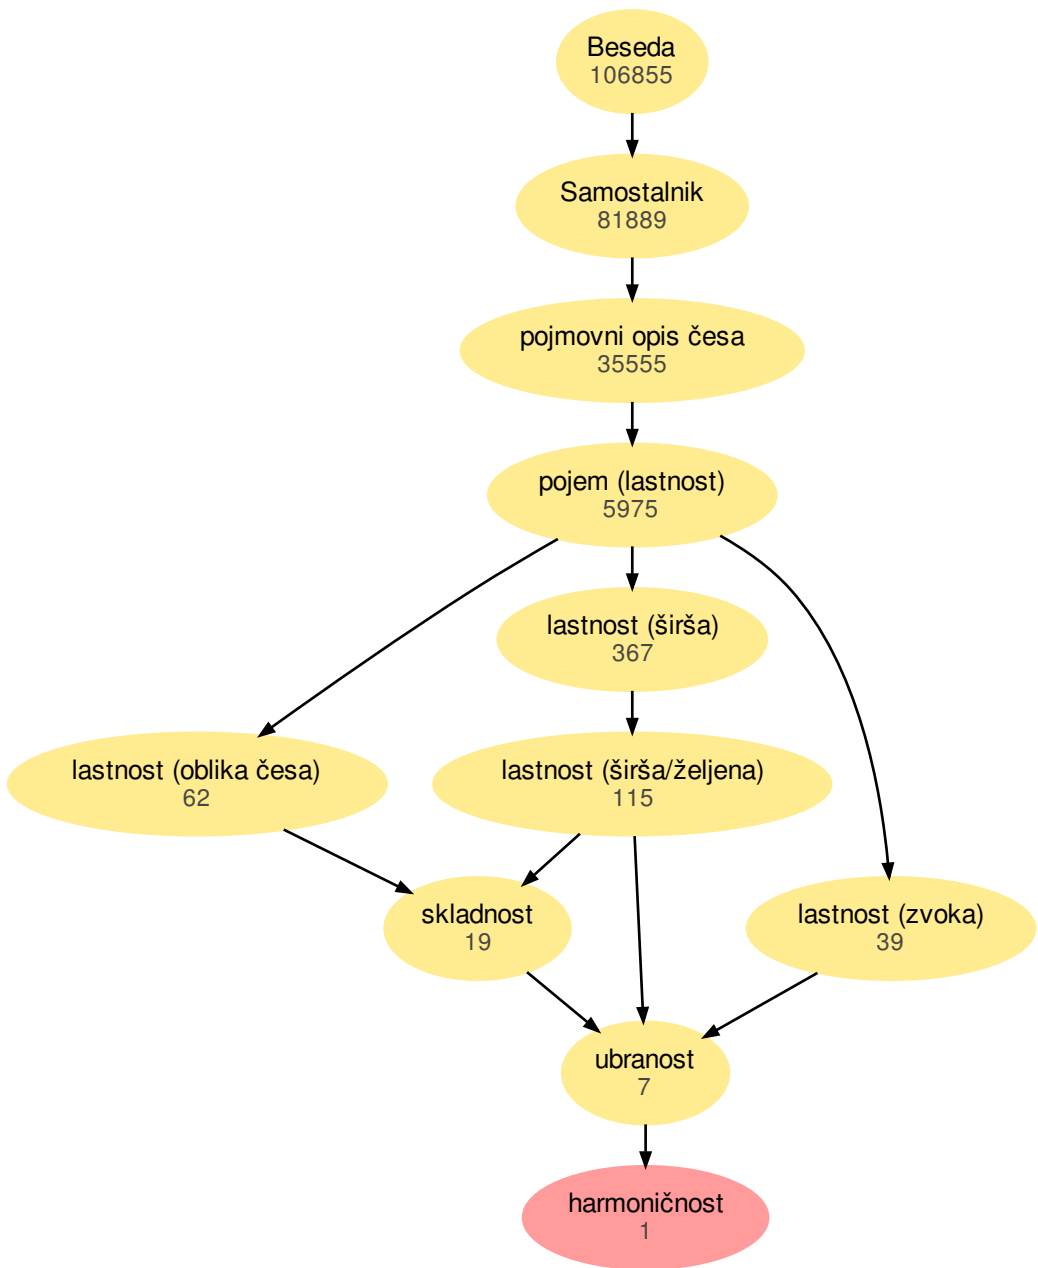 Beseda
106855
Samostalnik
81889
pojmovni opis česa
35555
pojem (lastnost)
5975
lastnost (širša)
367
lastnost (oblika česa)
62
lastnost (širša/željena)
115
skladnost
19
lastnost (zvoka)
39
ubranost
7
harmoničnost
1